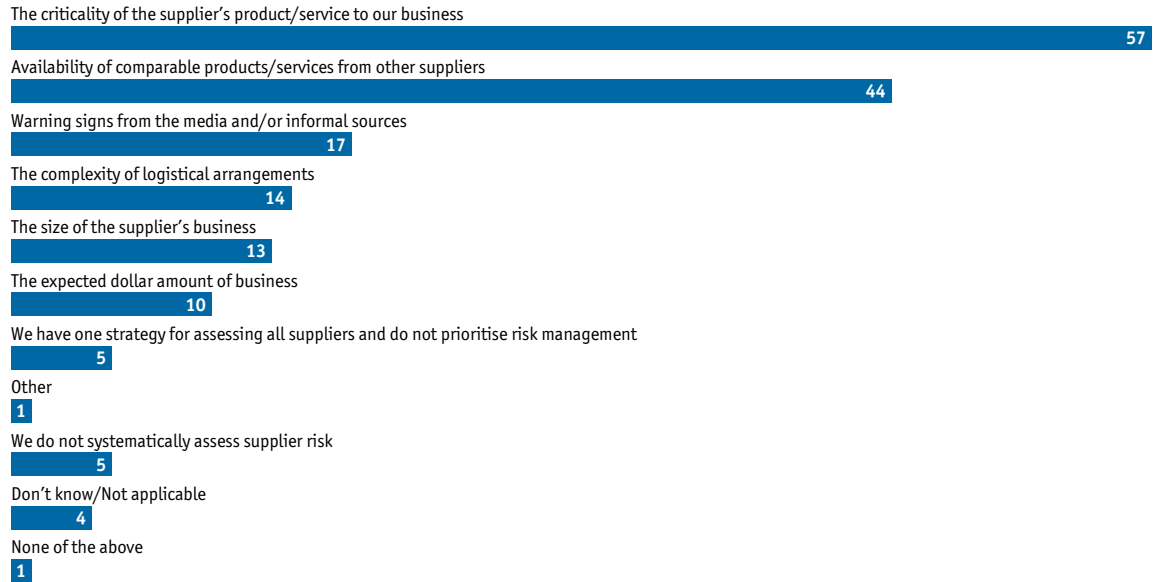 The criticality of the supplier’s product/service to our business
57
Availability of comparable products/services from other suppliers
44
Warning signs from the media and/or informal sources
17
The complexity of logistical arrangements
14
The size of the supplier’s business
13
The expected dollar amount of business
10
We have one strategy for assessing all suppliers and do not prioritise risk management
5
Other
1
We do not systematically assess supplier risk
5
Don’t know/Not applicable
4
None of the above
1